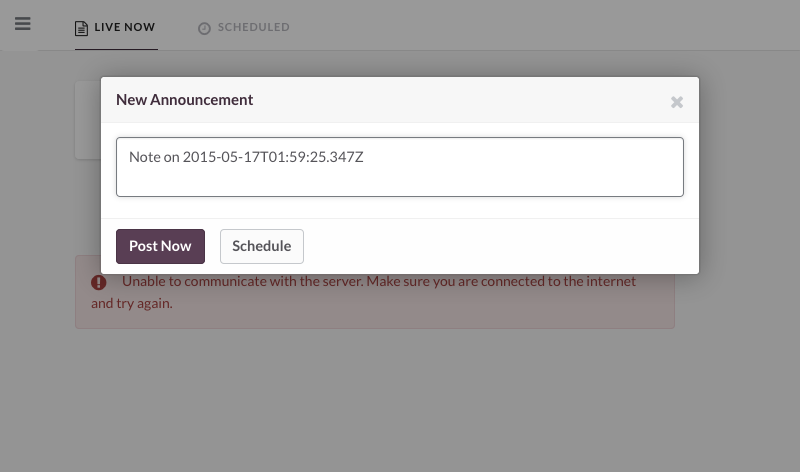 LIVE NOW
SCHEDULED
New Announcement
Note on 2015-05-17T01:59:25.347Z
Post Now
Schedule
Unable to communicate with the server. Make sure you are connected to the internet
and try again.